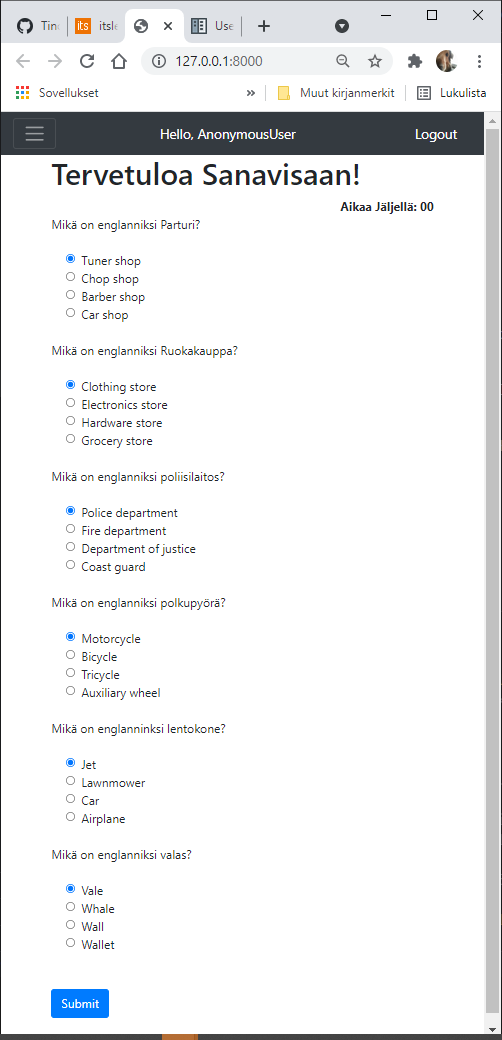 Tin
itsl
Use
127.0.0.1:8000
Sovellukset
»
Muut kirjanmerkit
Lukulista
Hello, AnonymousUser
Logout
Tervetuloa Sanavisaan!
Aikaa Jäljellä: 00
Mikä on englanniksi Parturi?
Tuner shop
Chop shop
Barber shop
Car shop
Mikä on englanniksi Ruokakauppa?
Clothing store
Electronics store
Hardware store
Grocery store
Mikä on englanniksi poliisilaitos?
Police department
Fire department
Department of justice
Coast guard
Mikä on englanniksi polkupyörä?
Motorcycle
Bicycle
Tricycle
Auxiliary wheel
Mikä on englanninksi lentokone?
Jet
Lawnmower
Car
Airplane
Mikä on englanniksi valas?
Vale
Whale
Wall
Wallet
Submit